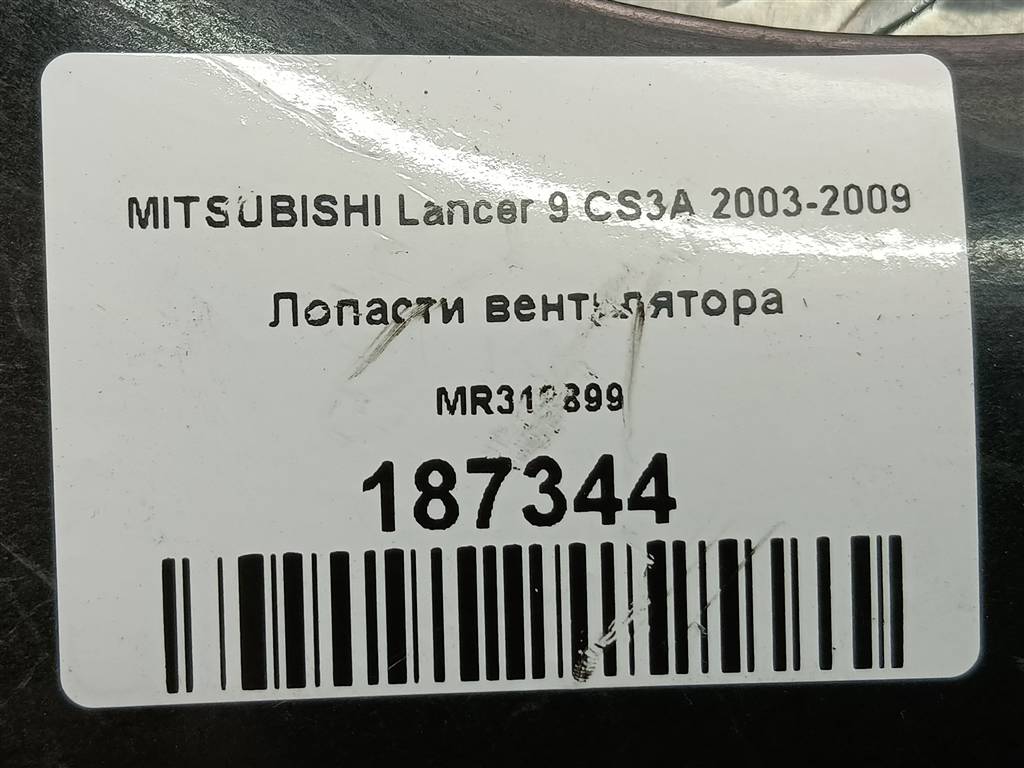 MITSUBISHI Lancer 9 CS3A 2003-2009
Лопасти вентилятора
187344